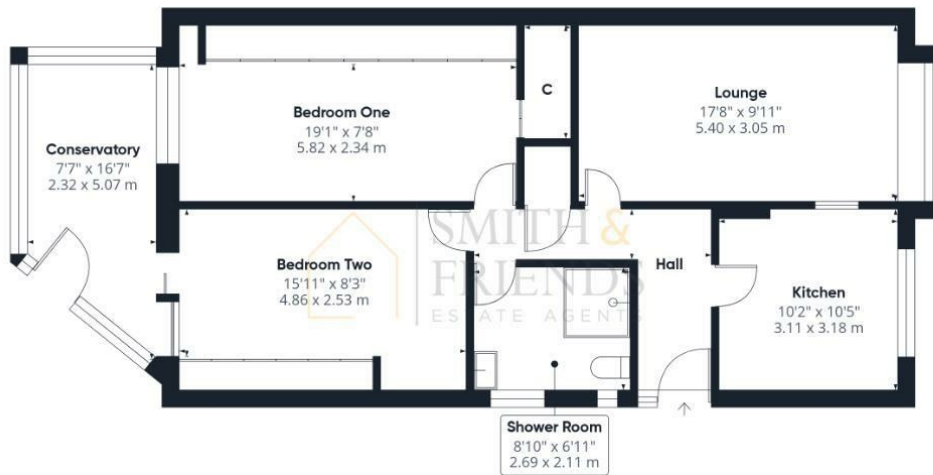 Bedroom One
19'1" x 7'8"
5.82 x 2.34 m
C
Lounge
17'8" x 9'11"
5.40 x 3.05 m
Conservatory
7'7" x 16'7"
2.32 x 5.07 m
Bedroom Two
15'11" x 8'3"
4.86 x 2.53 m
SMITH &
FRIENDS
ESTATE AGENTS
Hall
Kitchen
10'2" x 10'5"
3.11 x 3.18 m
Shower Room
8'10" x 6'11"
2.69 x 2.11 m